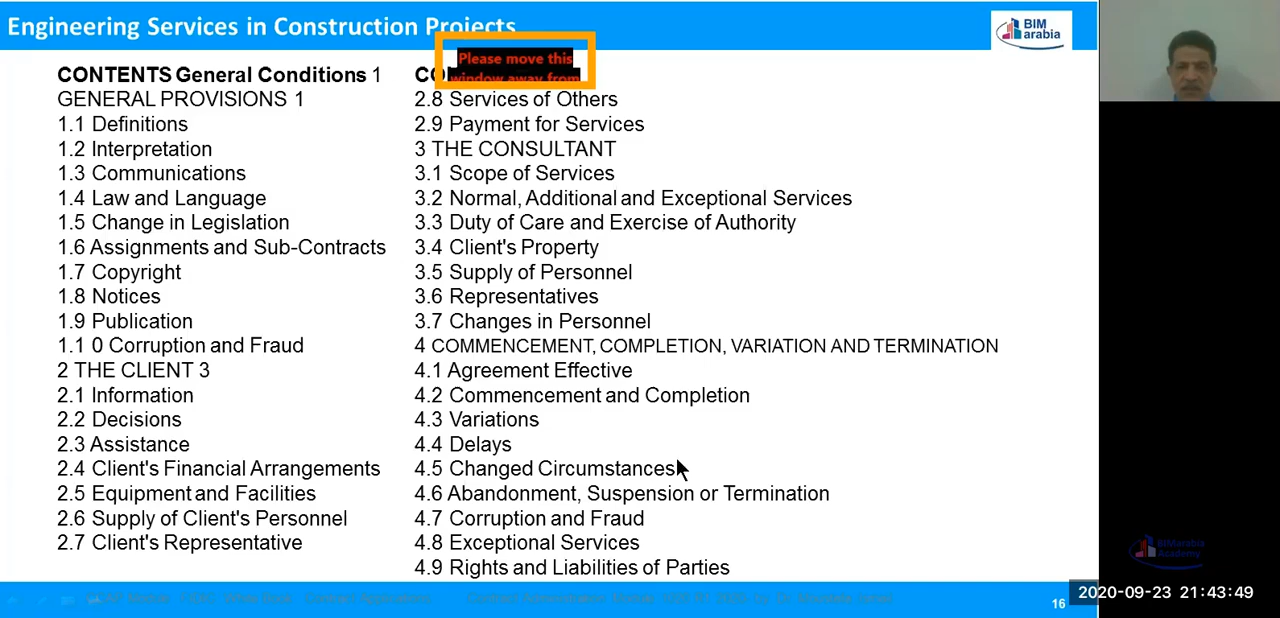 Engineering Services in Construction Projects
BIM
arabia
Please move this
window away from
CONTENTS General Conditions 1
GENERAL PROVISIONS 1
1.1 Definitions
1.2 Interpretation
1.3 Communications
1.4 Law and Language
1.5 Change in Legislation
1.6 Assignments and Sub-Contracts
1.7 Copyright
1.8 Notices
1.9 Publication
1.1 0 Corruption and Fraud
2 THE CLIENT 3
2.1 Information
2.2 Decisions
2.3 Assistance
2.4 Client's Financial Arrangements
2.5 Equipment and Facilities
2.6 Supply of Client's Personnel
2.7 Client's Representative
2.8 Services of Others
2.9 Payment for Services
3 THE CONSULTANT
3.1 Scope of Services
3.2 Normal, Additional and Exceptional Services
3.3 Duty of Care and Exercise of Authority
3.4 Client's Property
3.5 Supply of Personnel
3.6 Representatives
3.7 Changes in Personnel
4 COMMENCEMENT, COMPLETION, VARIATION AND TERMINATION
4.1 Agreement Effective
4.2 Commencement and Completion
4.3 Variations
4.4 Delays
4.5 Changed Circumstances
4.6 Abandonment, Suspension or Termination
4.7 Corruption and Fraud
4.8 Exceptional Services
4.9 Rights and Liabilities of Parties
BIMarabia
Academy
16
2020-09-23 21:43:49